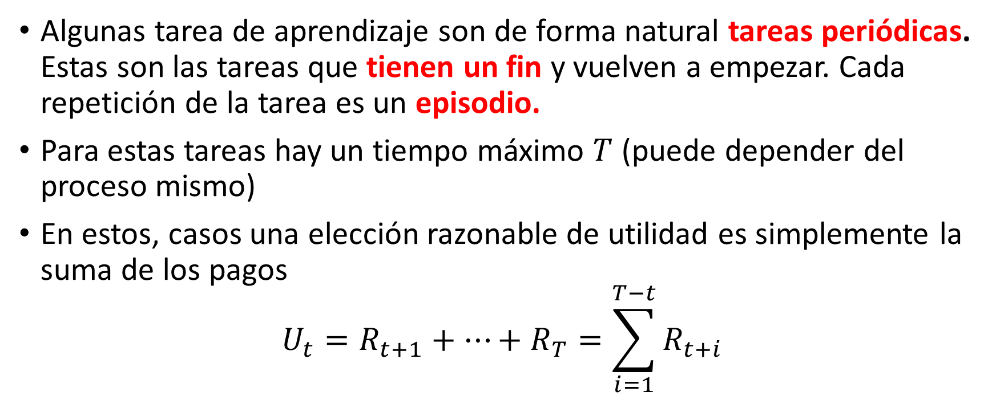 • Algunas tarea de aprendizaje son de forma natural tareas periódicas.
Estas son las tareas que tienen un fin y vuelven a empezar. Cada
repetición de la tarea es un episodio.
• Para estas tareas hay un tiempo máximo T (puede depender del
proceso mismo)
• En estos, casos una elección razonable de utilidad es simplemente la
suma de los pagos
U_t = R_{t+1} + ⋯ + R_T = \sum_{i=1}^{T-t} R_{t+i}